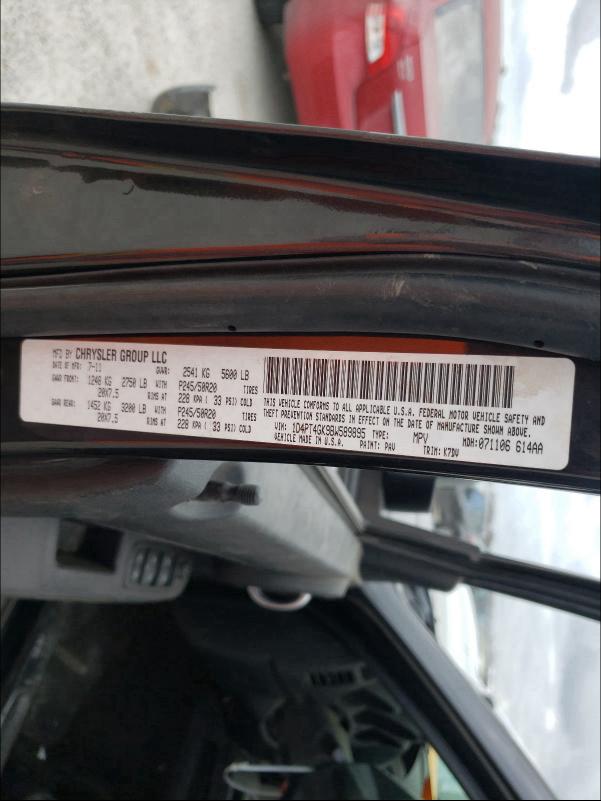 MFD BY CHRYSLER GROUP LLC
DATE OF MFR: 7-11 GVWR: 2541 KG 5600 LB
GAWR FRONT: 1248 KG 2750 LB WITH P245/50R20 TIRES
20X7.5 RIMS AT 228 KPA ( 33 PSI) COLD
GAWR REAR: 1452 KG 3200 LB WITH P245/50R20 TIRES
20X7.5 RIMS AT 228 KPA ( 33 PSI) COLD
THIS VEHICLE CONFORMS TO ALL APPLICABLE U.S.A. FEDERAL MOTOR VEHICLE SAFETY AND
THEFT PREVENTION STANDARDS IN EFFECT ON THE DATE OF MANUFACTURE SHOWN ABOVE.
VIN: 1D4PT4GK9BW589895 TYPE: MPV MDH: 071106 614AA
VEHICLE MADE IN U.S.A. PAINT: PAV TRIM: K7DV